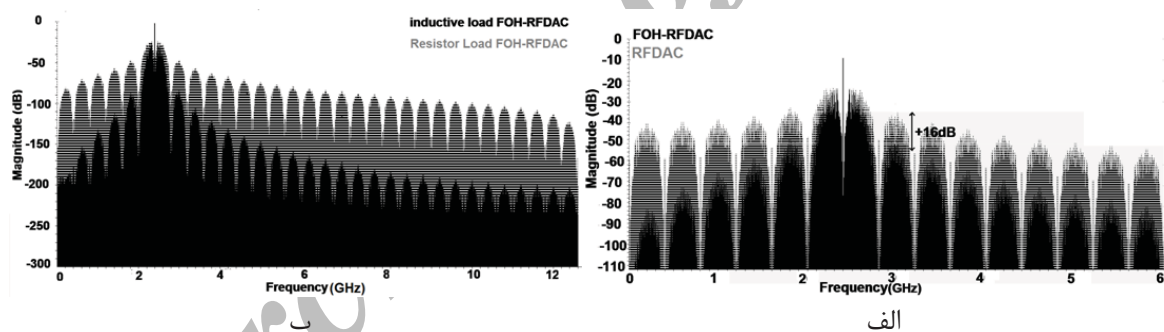 inductive load FOH-RFDAC
Resistor Load FOH-RFDAC
Magnitude (dB)
0
-50
-100
-150
-200
-250
-300
0 2 4 6 8 10 12
Frequency(GHz)
ب
FOH-RFDAC
RFDAC
+16dB
Magnitude (dB)
0
-10
-20
-30
-40
-50
-60
-70
-80
-90
-100
-110
0 1 2 3 4 5 6
Frequency(GHz)
الف